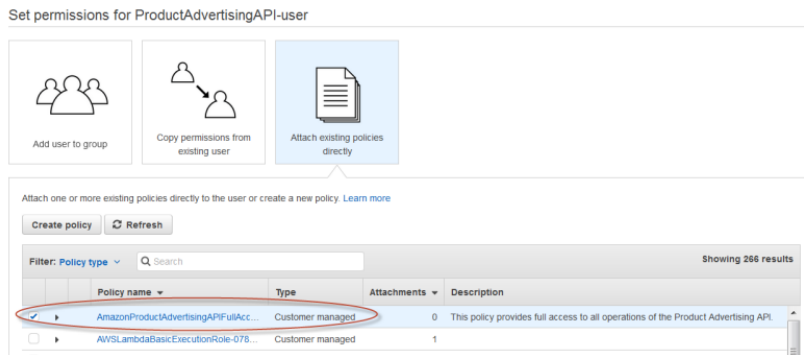 Set permissions for ProductAdvertisingAPI-user
Add user to group
Copy permissions from
existing user
Attach existing policies
directly
Attach one or more existing policies directly to the user or create a new policy. Learn more
Create policy Refresh
Filter: Policy type Search Showing 266 results
Policy name Type Attachments Description
AmazonProductAdvertisingAPIFullAcc... Customer managed 0 This policy provides full access to all operations of the Product Advertising API.
AWSLambdaBasicExecutionRole-078... Customer managed 1